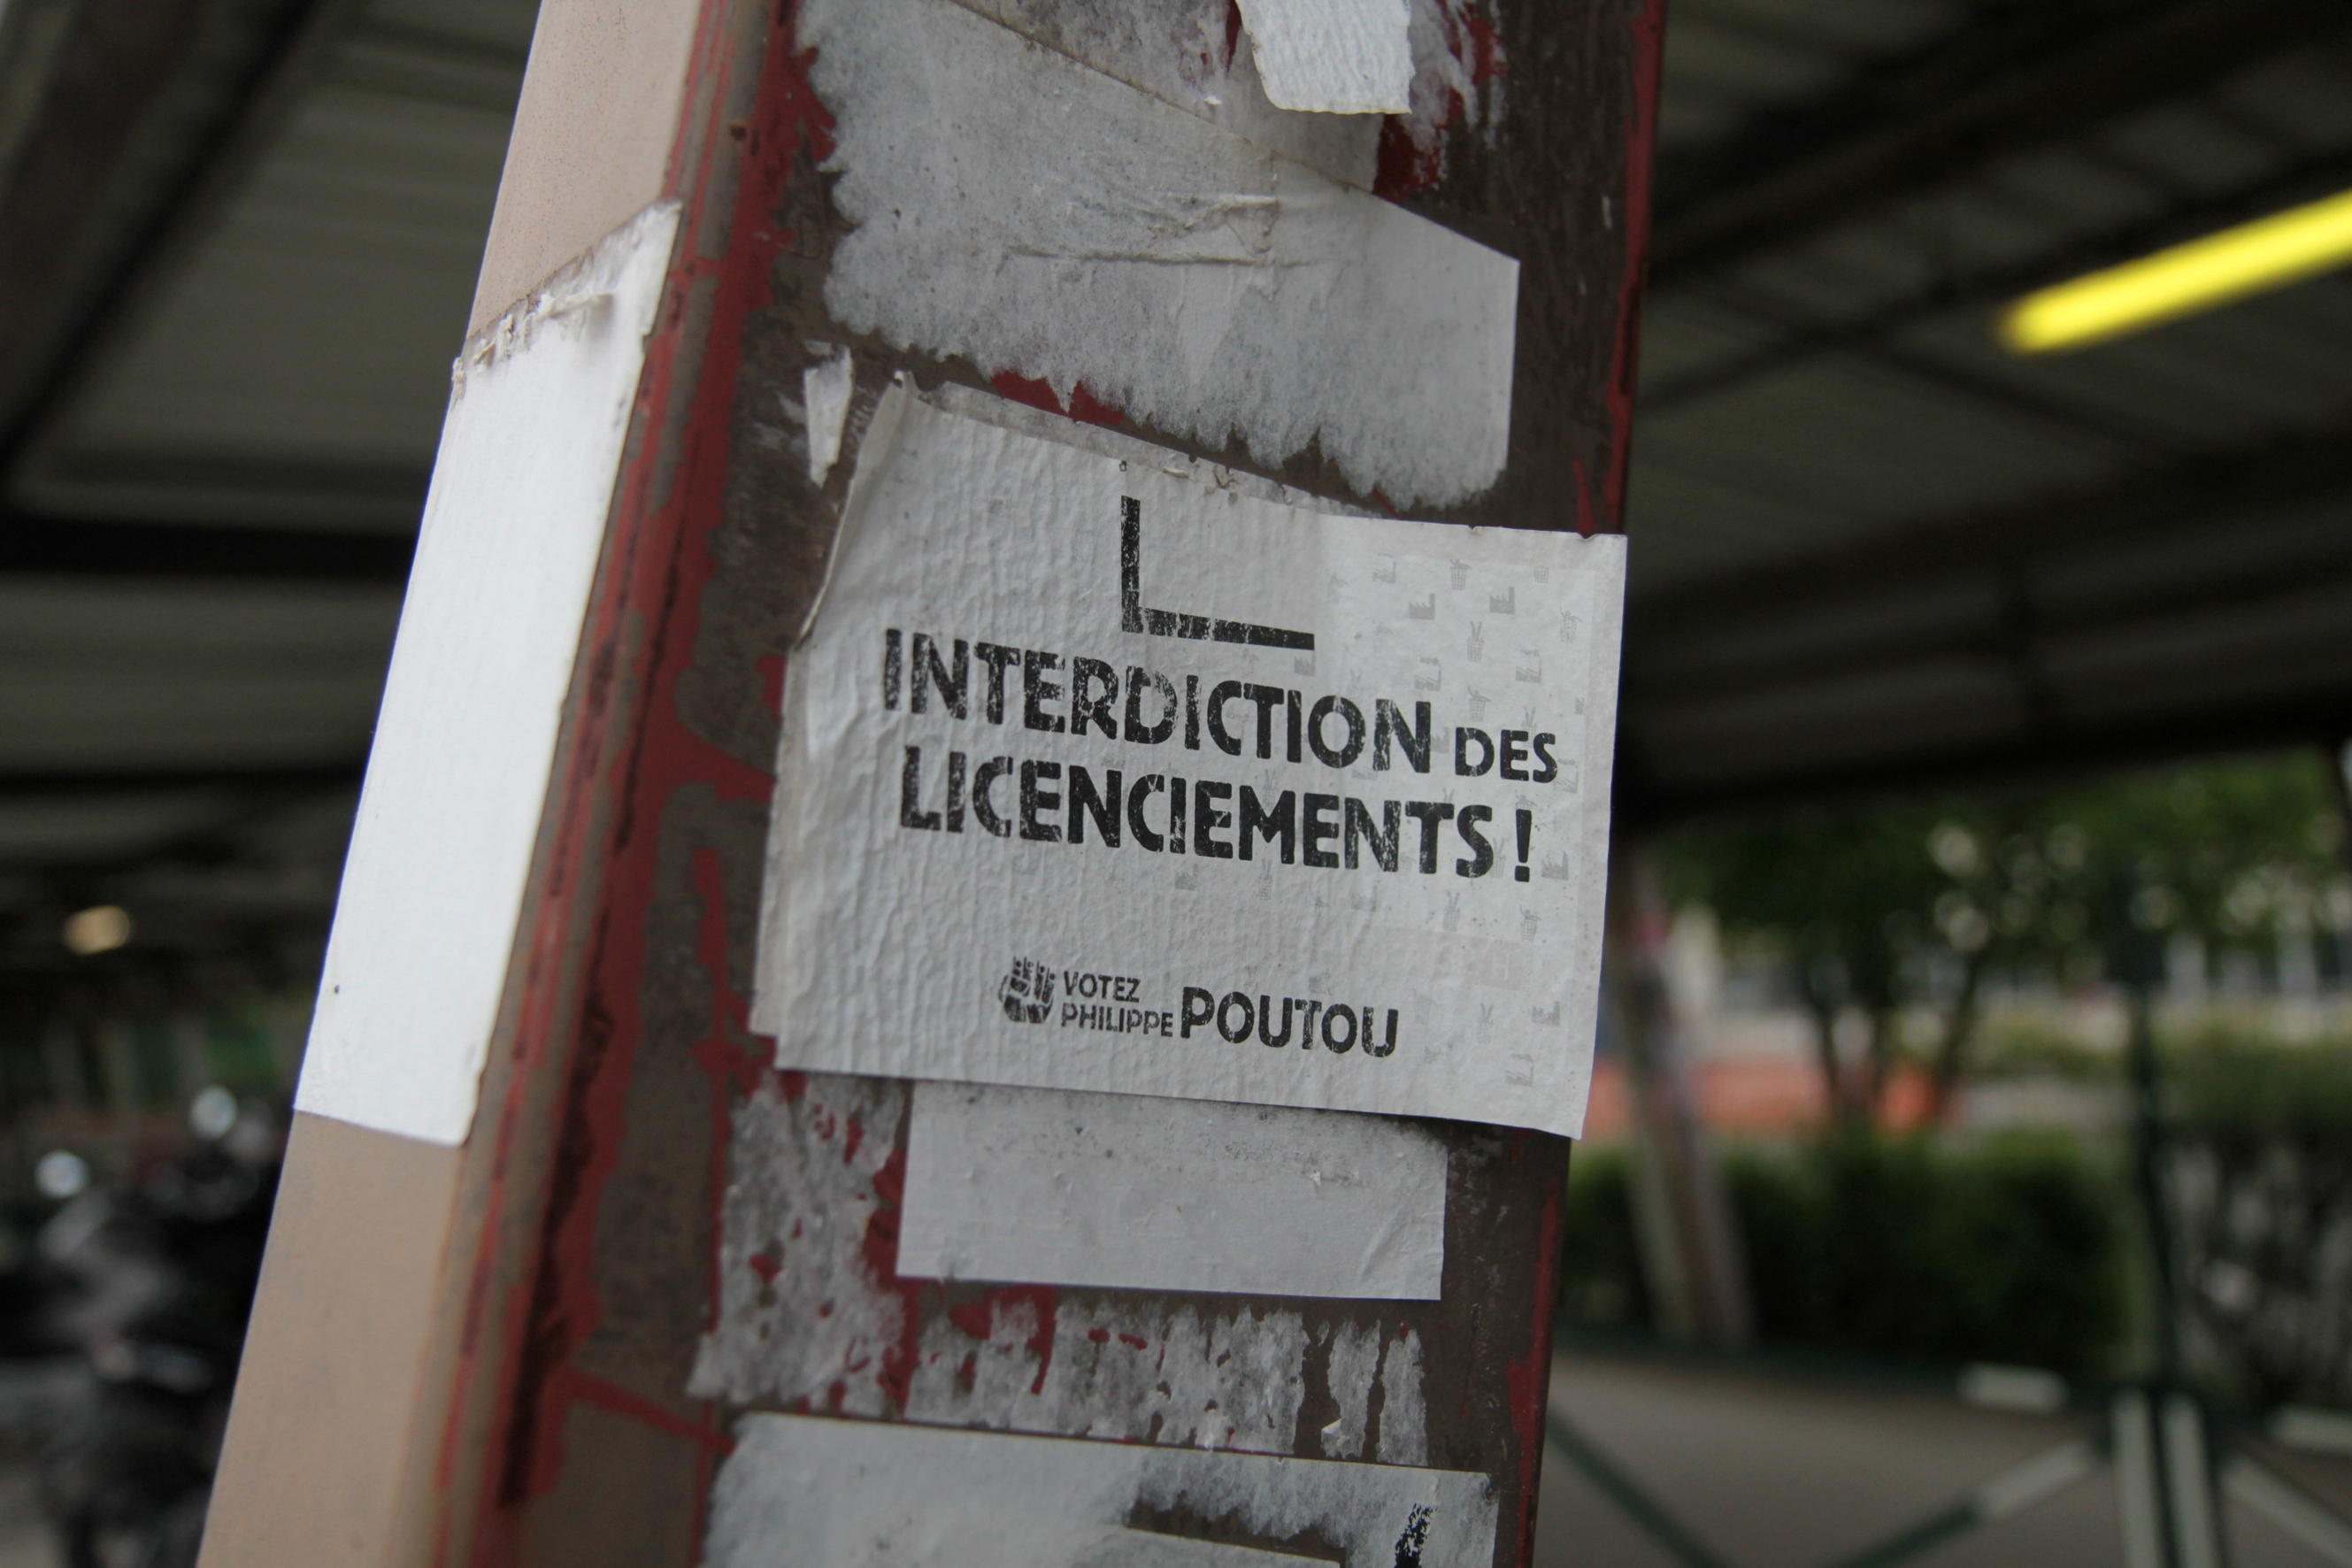 INTERDICTION DES
LICENCIEMENTS !
VOTEZ
PHILIPPE POUTOU